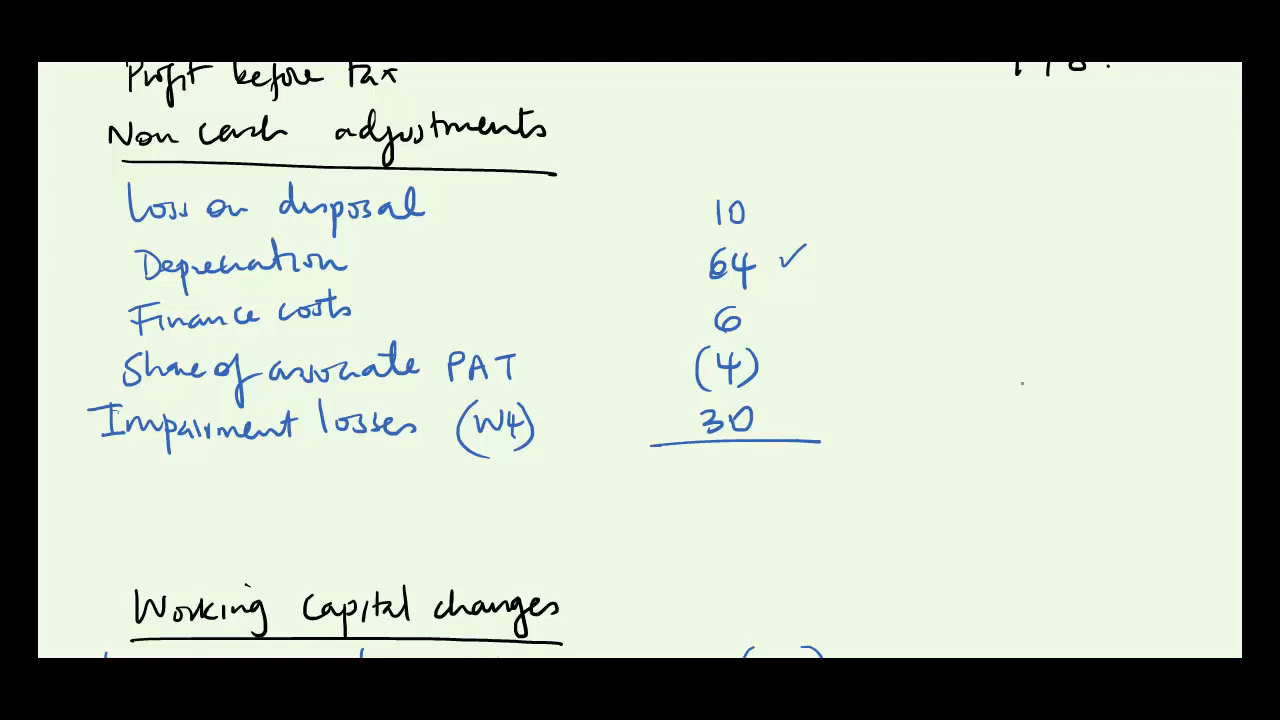 Profit before tax
Non cash adjustments
Loss on disposal 10
Depreciation 64 ✓
Finance costs 6
Share of associate PAT (4)
Impairment losses (W4) 30
Working capital changes